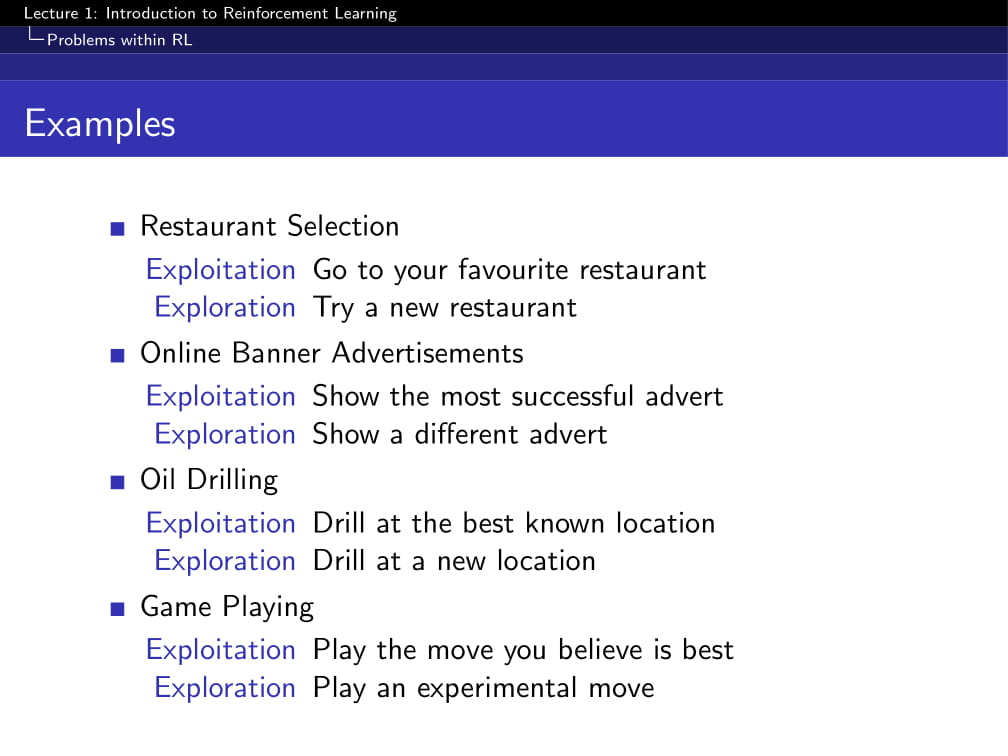 Lecture 1: Introduction to Reinforcement Learning
Problems within RL
Examples
Restaurant Selection
Exploitation Go to your favourite restaurant
Exploration Try a new restaurant
Online Banner Advertisements
Exploitation Show the most successful advert
Exploration Show a different advert
Oil Drilling
Exploitation Drill at the best known location
Exploration Drill at a new location
Game Playing
Exploitation Play the move you believe is best
Exploration Play an experimental move